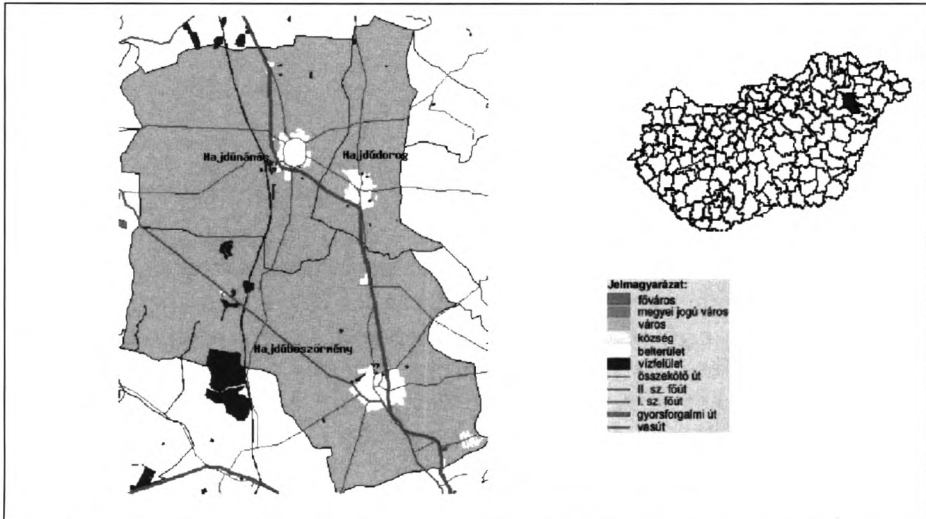 Hajdúnánás
Hajdúdorog
Hajdúböszörmény
Jelmagyarázat:
főváros
megyei jogú város
város
község
belterület
vízfelület
összekötő út
II. sz. főút
I. sz. főút
gyorsforgalmi út
vasút